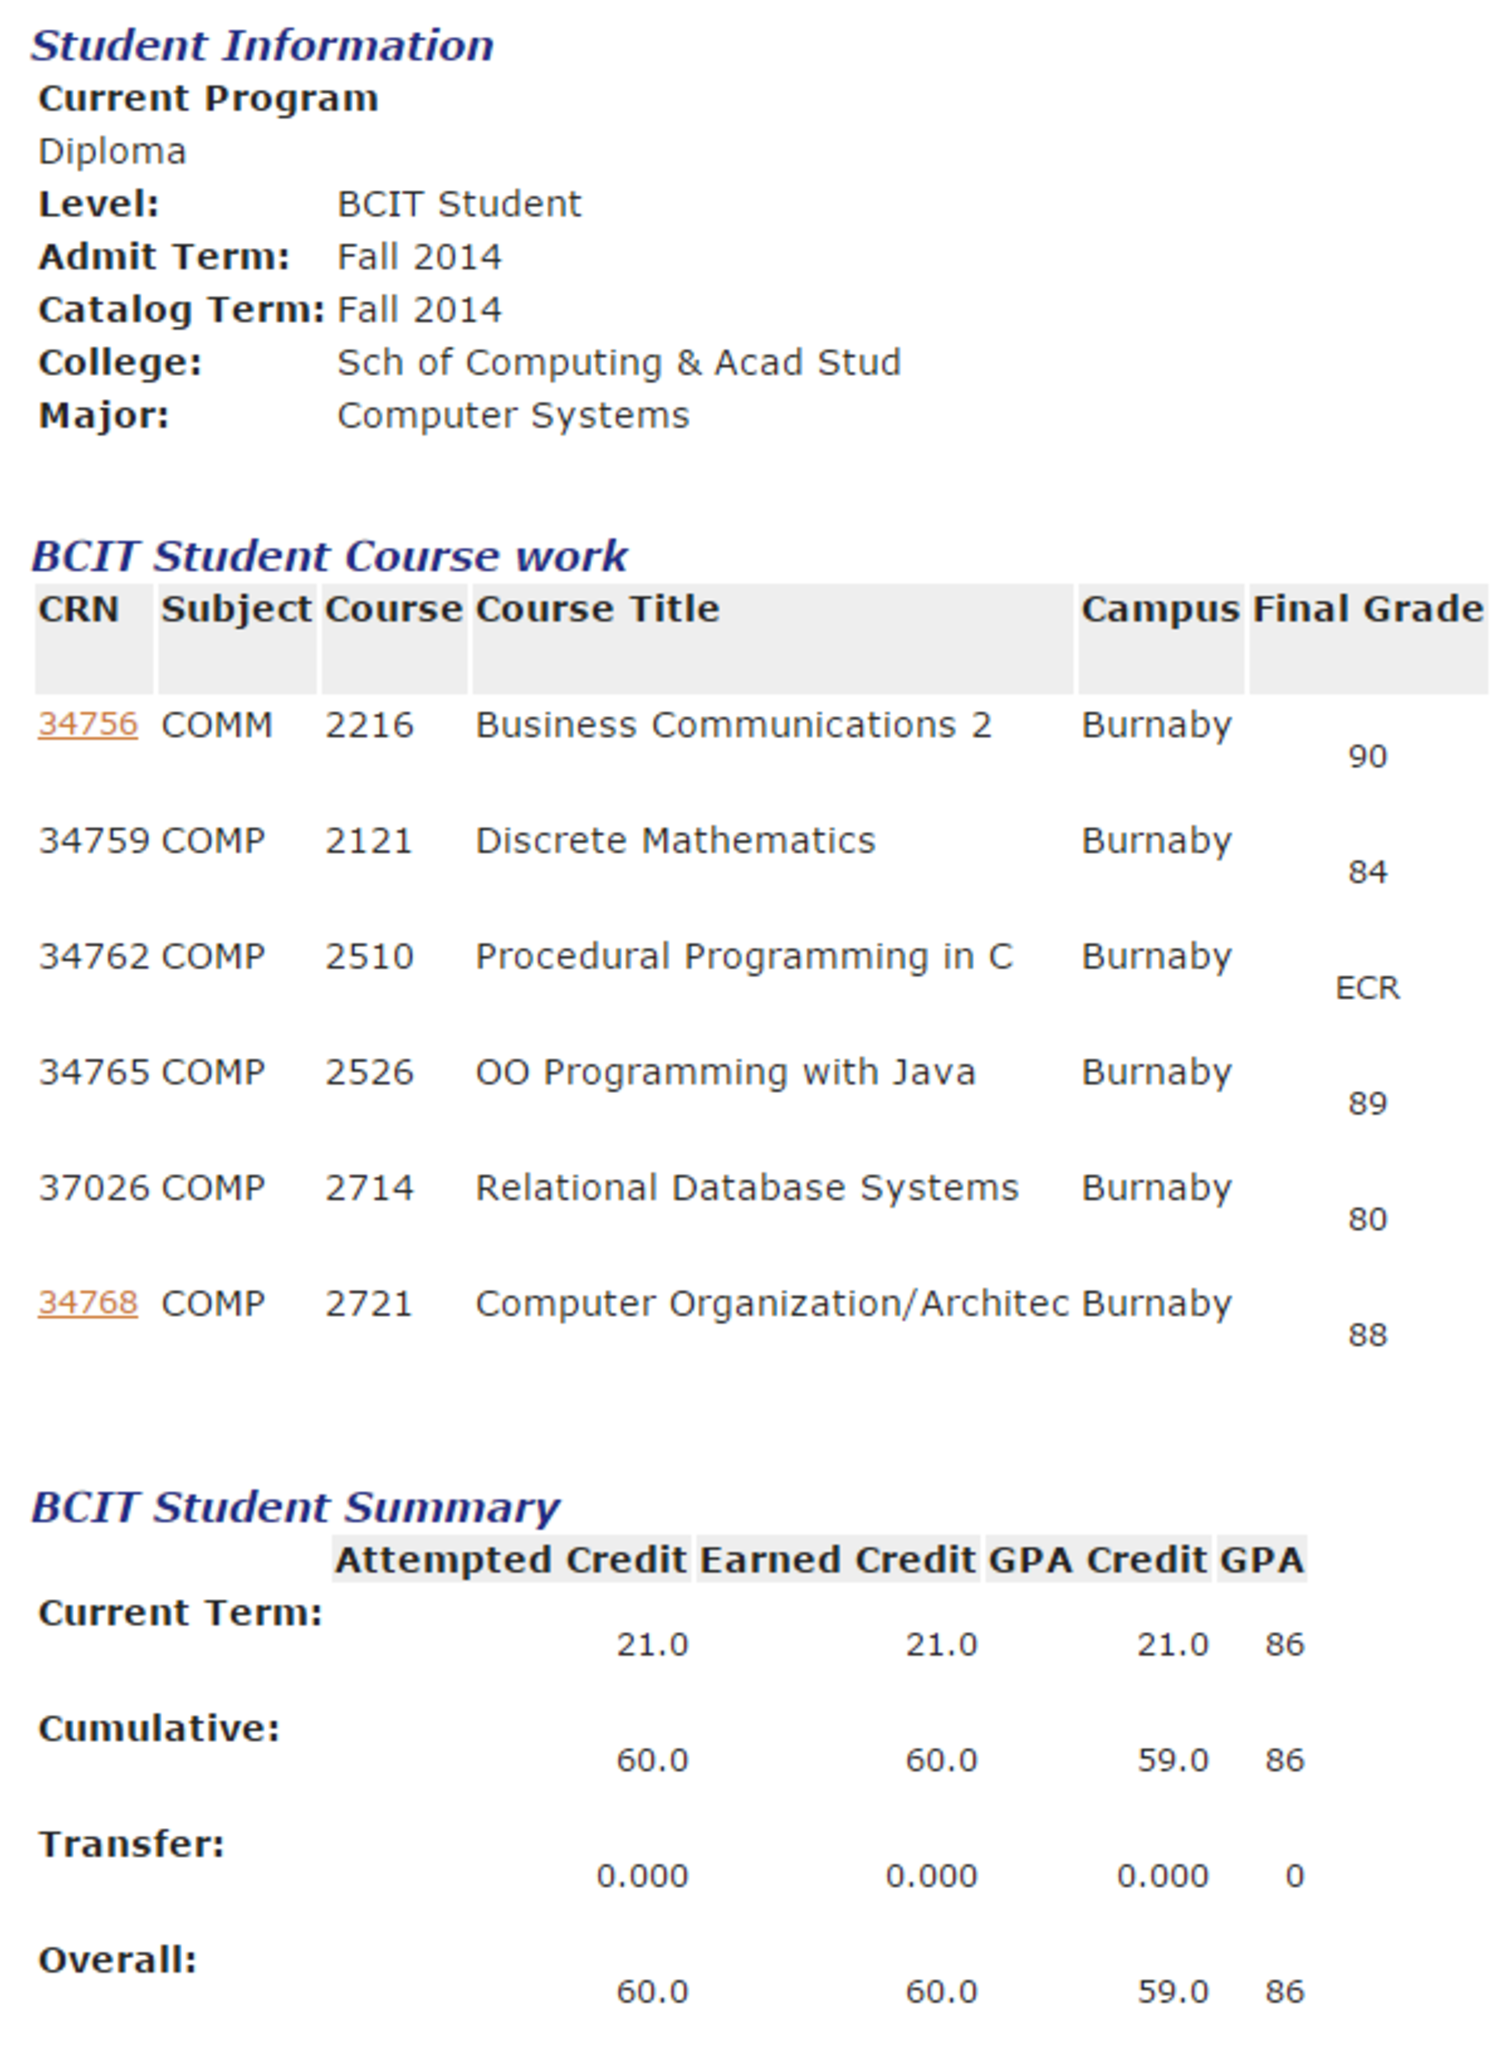 Student Information
Current Program
Diploma
Level: BCIT Student
Admit Term: Fall 2014
Catalog Term: Fall 2014
College: Sch of Computing & Acad Stud
Major: Computer Systems
BCIT Student Course work
CRN Subject Course Course Title Campus Final Grade
34756 COMM 2216 Business Communications 2 Burnaby 90
34759 COMP 2121 Discrete Mathematics Burnaby 84
34762 COMP 2510 Procedural Programming in C Burnaby ECR
34765 COMP 2526 OO Programming with Java Burnaby 89
37026 COMP 2714 Relational Database Systems Burnaby 80
34768 COMP 2721 Computer Organization/Architec Burnaby 88
BCIT Student Summary
Attempted Credit Earned Credit GPA Credit GPA
Current Term: 21.0 21.0 21.0 86
Cumulative: 60.0 60.0 59.0 86
Transfer: 0.000 0.000 0.000 0
Overall: 60.0 60.0 59.0 86